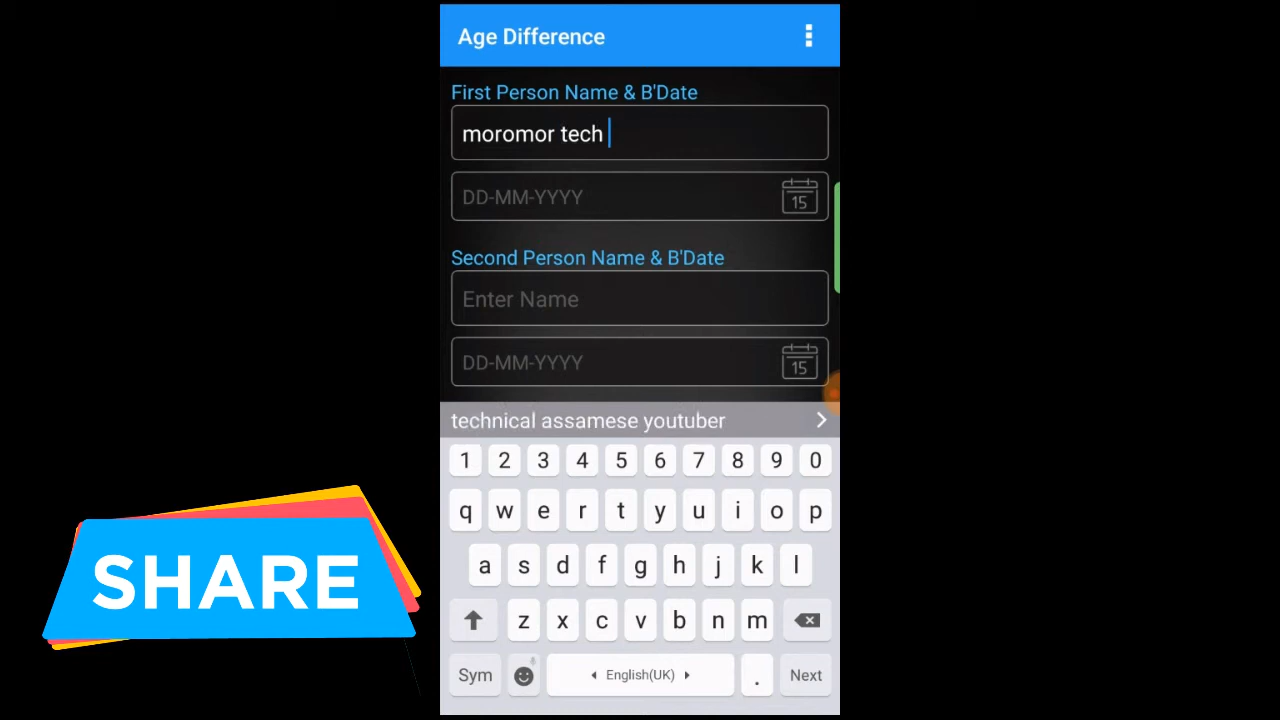 Age Difference
First Person Name & B'Date
moromor tech
DD-MM-YYYY
15
Second Person Name & B'Date
Enter Name
DD-MM-YYYY
15
technical assamese youtuber
1 2 3 4 5 6 7 8 9 0
q w e r t y u i o p
a s d f g h j k l
z x c v b n m
Sym English(UK) . Next
SHARE